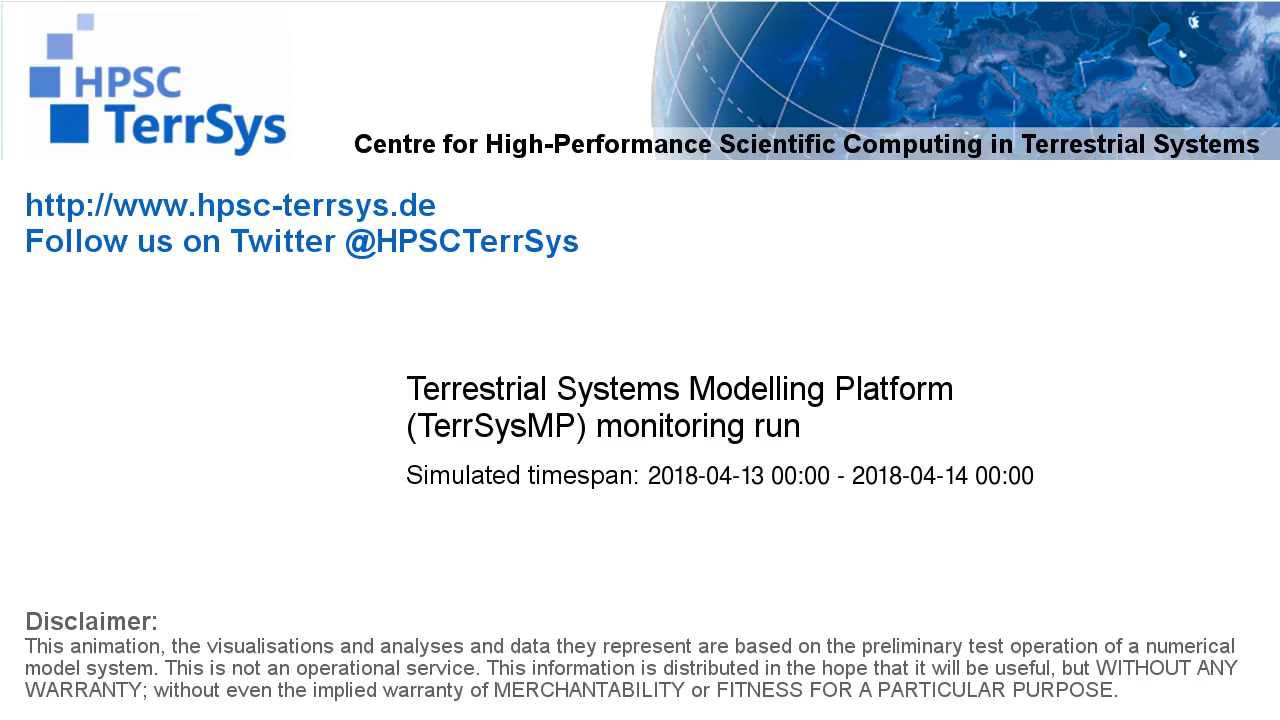 HPSC
TerrSys
Centre for High-Performance Scientific Computing in Terrestrial Systems
http://www.hpsc-terrsys.de
Follow us on Twitter @HPSCTerrSys
Terrestrial Systems Modelling Platform
(TerrSysMP) monitoring run
Simulated timespan: 2018-04-13 00:00 - 2018-04-14 00:00
Disclaimer:
This animation, the visualisations and analyses and data they represent are based on the preliminary test operation of a numerical
model system. This is not an operational service. This information is distributed in the hope that it will be useful, but WITHOUT ANY
WARRANTY; without even the implied warranty of MERCHANTABILITY or FITNESS FOR A PARTICULAR PURPOSE.